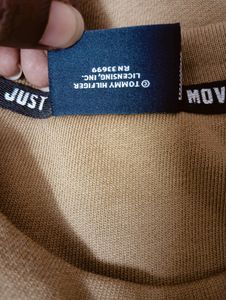 © TOMMY HILFIGER
LICENSING, INC.
RN 33699
JUST
MOV